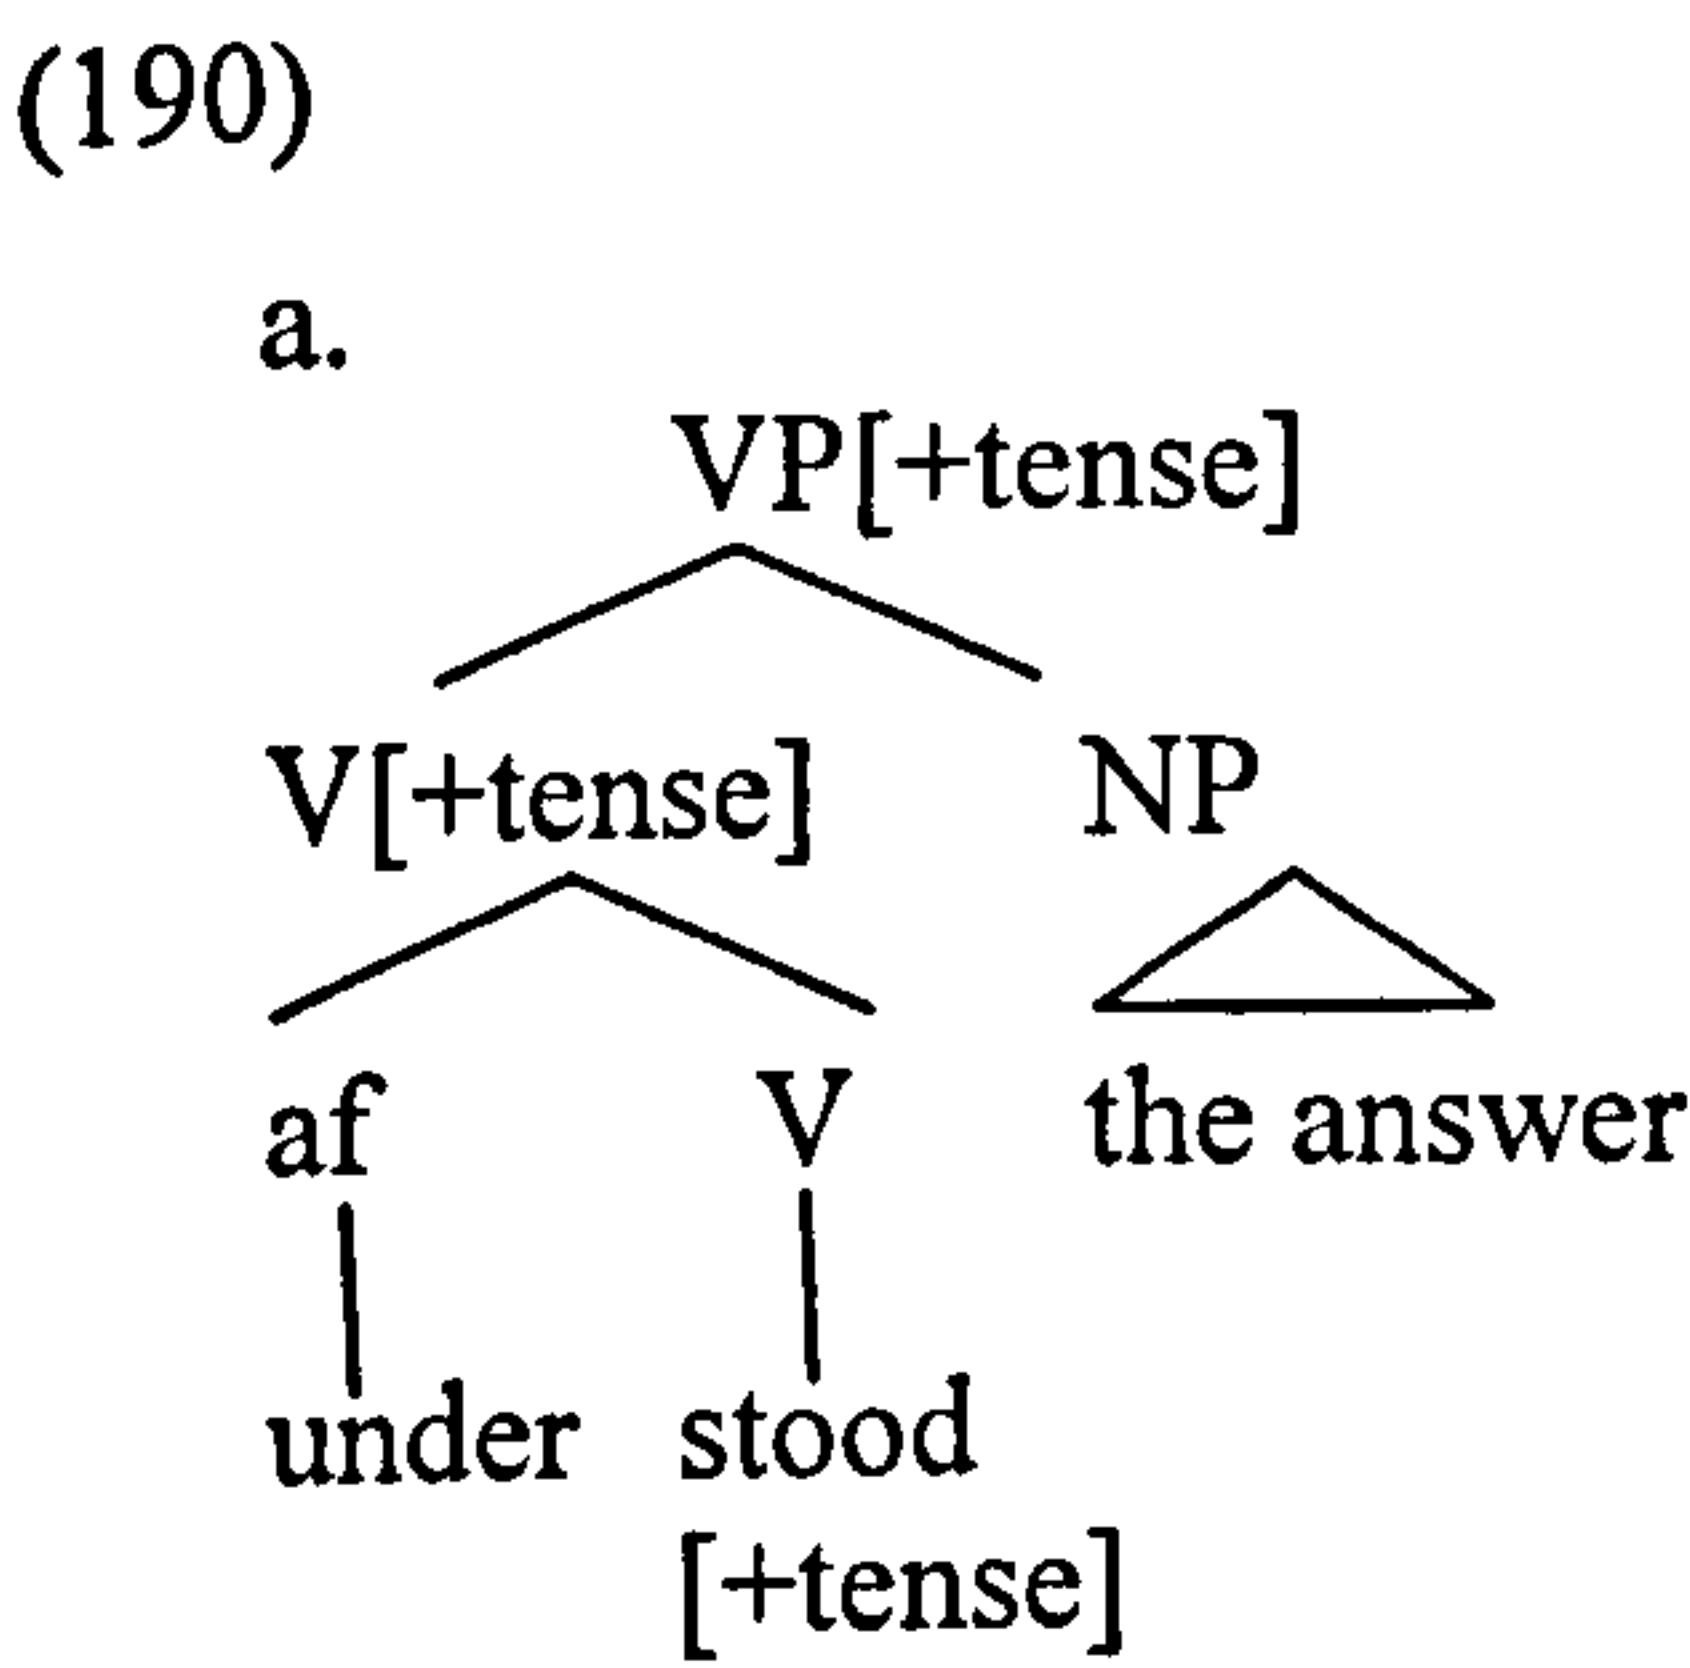 (190)
a.
VP[+tense]
V[+tense] NP
af V the answer
under stood
[+tense]